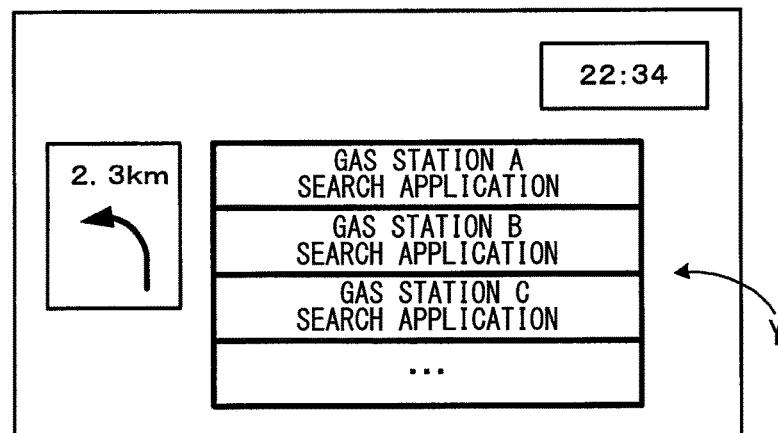 22:34
2. 3km
GAS STATION A
SEARCH APPLICATION
GAS STATION B
SEARCH APPLICATION
GAS STATION C
SEARCH APPLICATION
...
Y